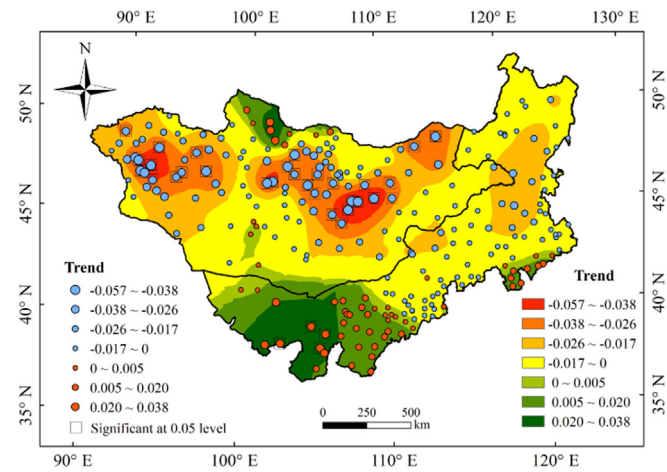 90° E 100° E 110° E 120° E 130° E
N
50° N
50° N
45° N
45° N
40° N
40° N
35° N
35° N
Trend
-0.057 ~ -0.038
-0.038 ~ -0.026
-0.026 ~ -0.017
-0.017 ~ 0
0 ~ 0.005
0.005 ~ 0.020
0.020 ~ 0.038
Significant at 0.05 level
0 250 500
km
Trend
-0.057 ~ -0.038
-0.038 ~ -0.026
-0.026 ~ -0.017
-0.017 ~ 0
0 ~ 0.005
0.005 ~ 0.020
0.020 ~ 0.038
90° E 100° E 110° E 120° E